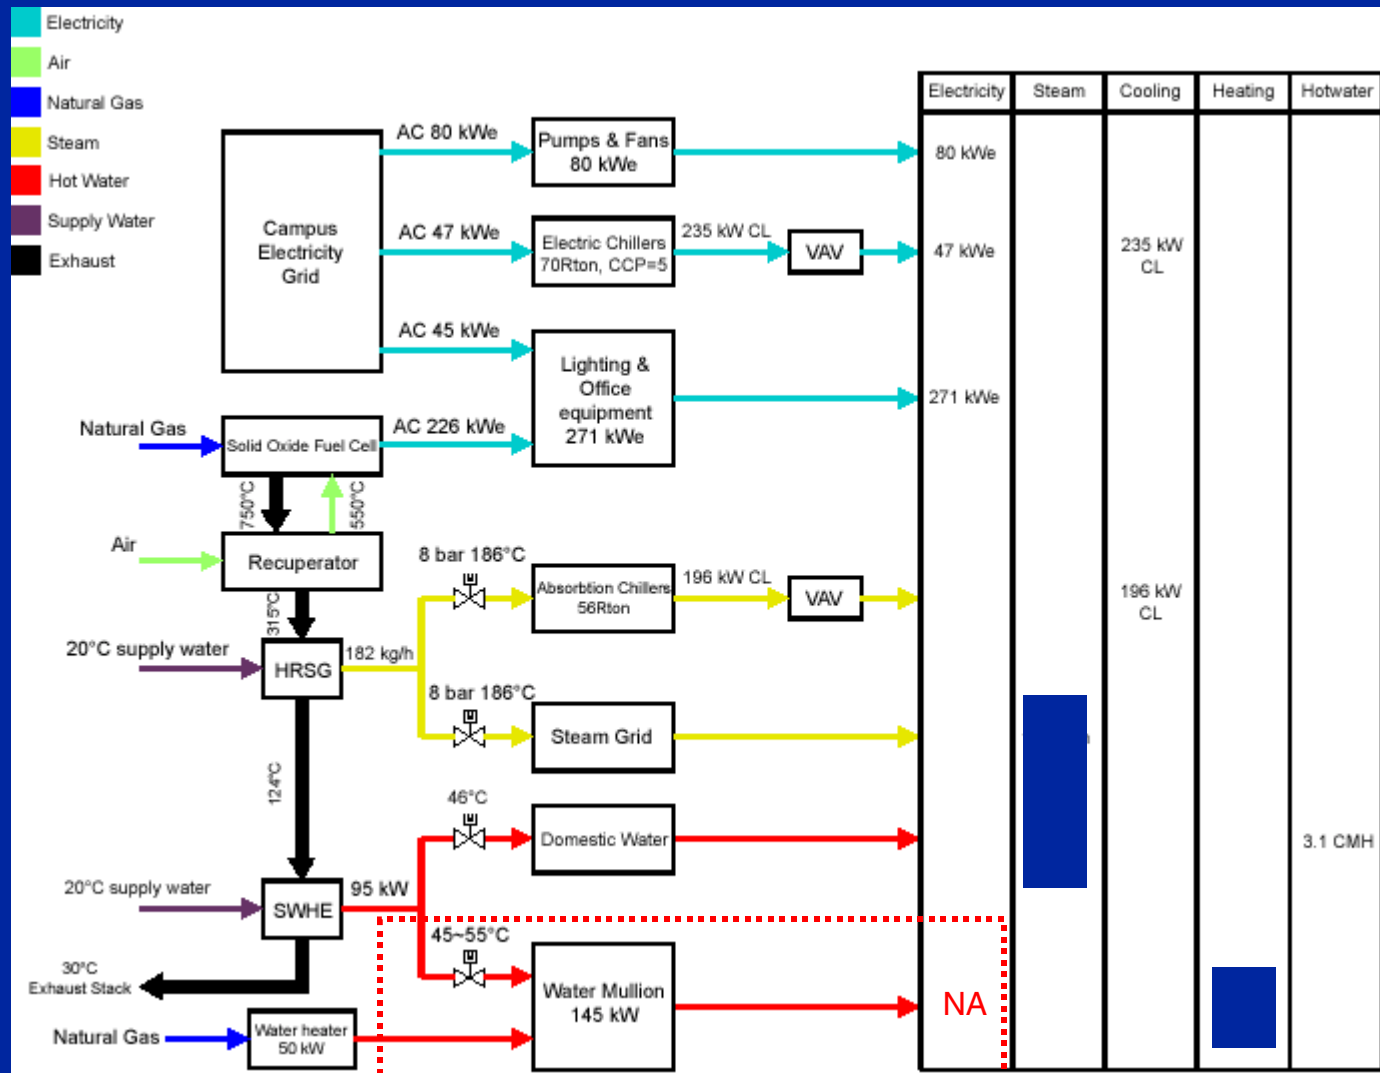 Electricity
Air
Natural Gas
Steam
Hot Water
Supply Water
Exhaust
Electricity Steam Cooling Heating Hotwater
Campus
Electricity
Grid
AC 80 kWe
Pumps & Fans
80 kWe
80 kWe
AC 47 kWe
Electric Chillers
70Rton, CCP=5
235 kW CL
VAV
47 kWe
235 kW
CL
AC 45 kWe
Lighting &
Office
equipment
271 kWe
271 kWe
Natural Gas
Solid Oxide Fuel Cell
AC 226 kWe
750°C
550°C
Air
Recuperator
315°C
8 bar 186°C
Absorbtion Chillers
56Rton
196 kW CL
VAV
196 kW
CL
20°C supply water
HRSG
182 kg/h
8 bar 186°C
Steam Grid
124°C
46°C
Domestic Water
3.1 CMH
20°C supply water
SWHE
95 kW
45~55°C
Water Mullion
145 kW
NA
30°C
Exhaust Stack
Natural Gas
Water heater
50 kW